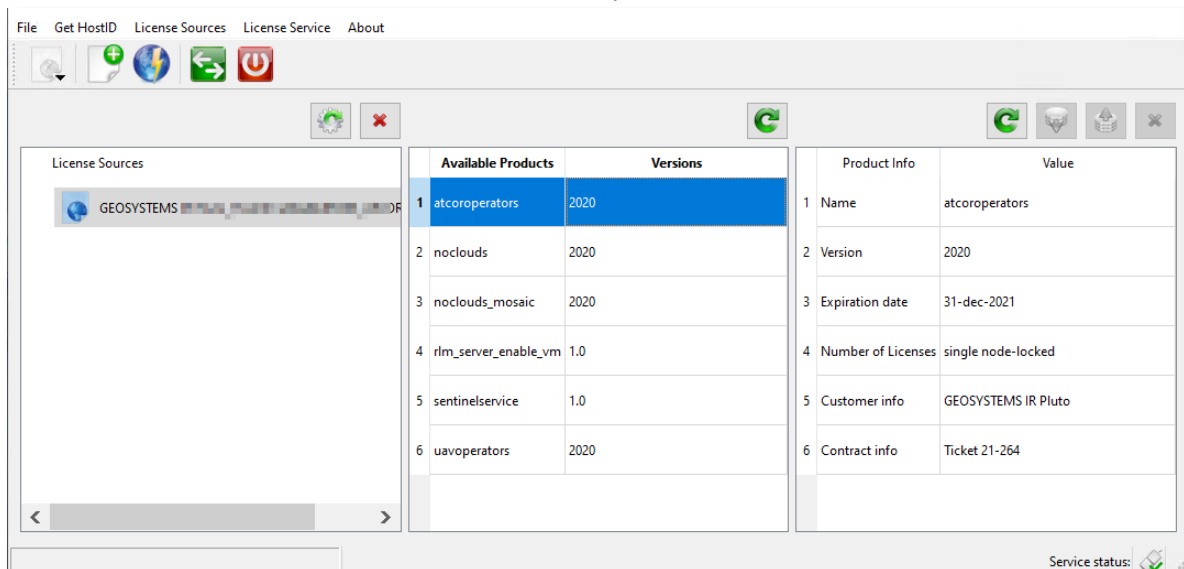 File Get HostID License Sources License Service About
License Sources
GEOSYSTEMS
Available Products Versions
1 atcoroperators 2020
2 noclouds 2020
3 noclouds_mosaic 2020
4 rlm_server_enable_vm 1.0
5 sentinelservice 1.0
6 uavoperators 2020
Product Info Value
1 Name atcoroperators
2 Version 2020
3 Expiration date 31-dec-2021
4 Number of Licenses single node-locked
5 Customer info GEOSYSTEMS IR Pluto
6 Contract info Ticket 21-264
Service status: